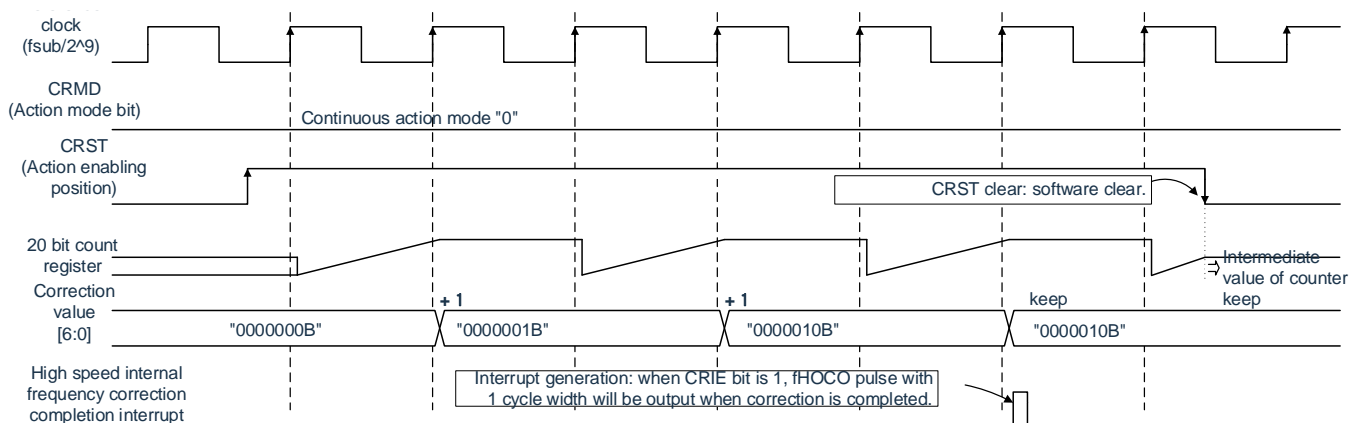 clock
(fsub/2^9)
CRMD
(Action mode bit)
Continuous action mode "0"
CRST
(Action enabling
position)
CRST clear: software clear.
20 bit count
register
Intermediate
value of counter
keep
Correction
value
[6:0]
+ 1
+ 1
keep
"0000000B"
"0000001B"
"0000010B"
"0000010B"
High speed internal
frequency correction
completion interrupt
Interrupt generation: when CRIE bit is 1, fHOCO pulse with
1 cycle width will be output when correction is completed.